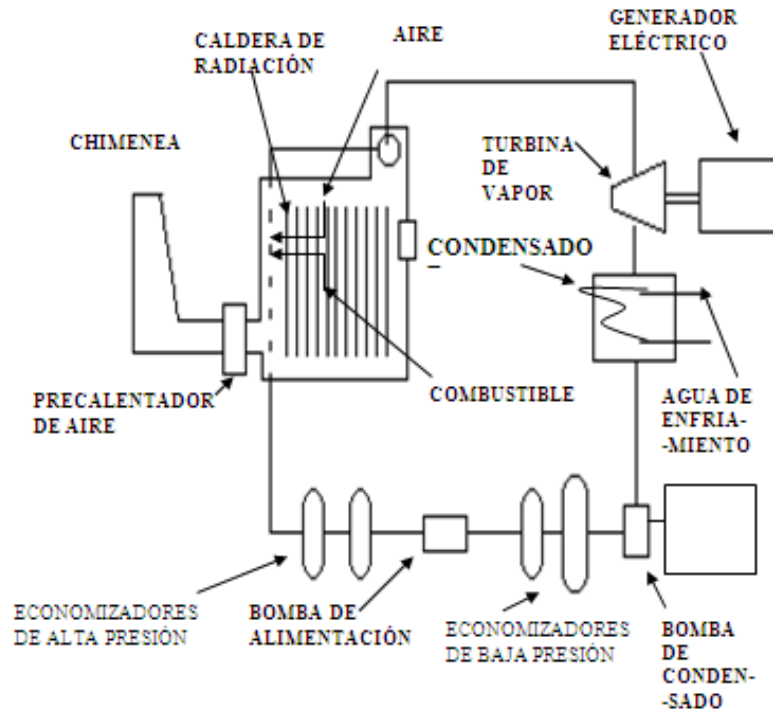 GENERADOR
ELÉCTRICO
CALDERA DE
RADIACIÓN
AIRE
CHIMENEA
TURBINA
DE
VAPOR
CONDENSADO
–
PRECALENTADOR
DE AIRE
COMBUSTIBLE
AGUA DE
ENFRIA-
-MIENTO
ECONOMIZADORES
DE ALTA PRESIÓN
BOMBA DE
ALIMENTACIÓN
ECONOMIZADORES
DE BAJA PRESIÓN
BOMBA
DE
CONDEN-
-SADO